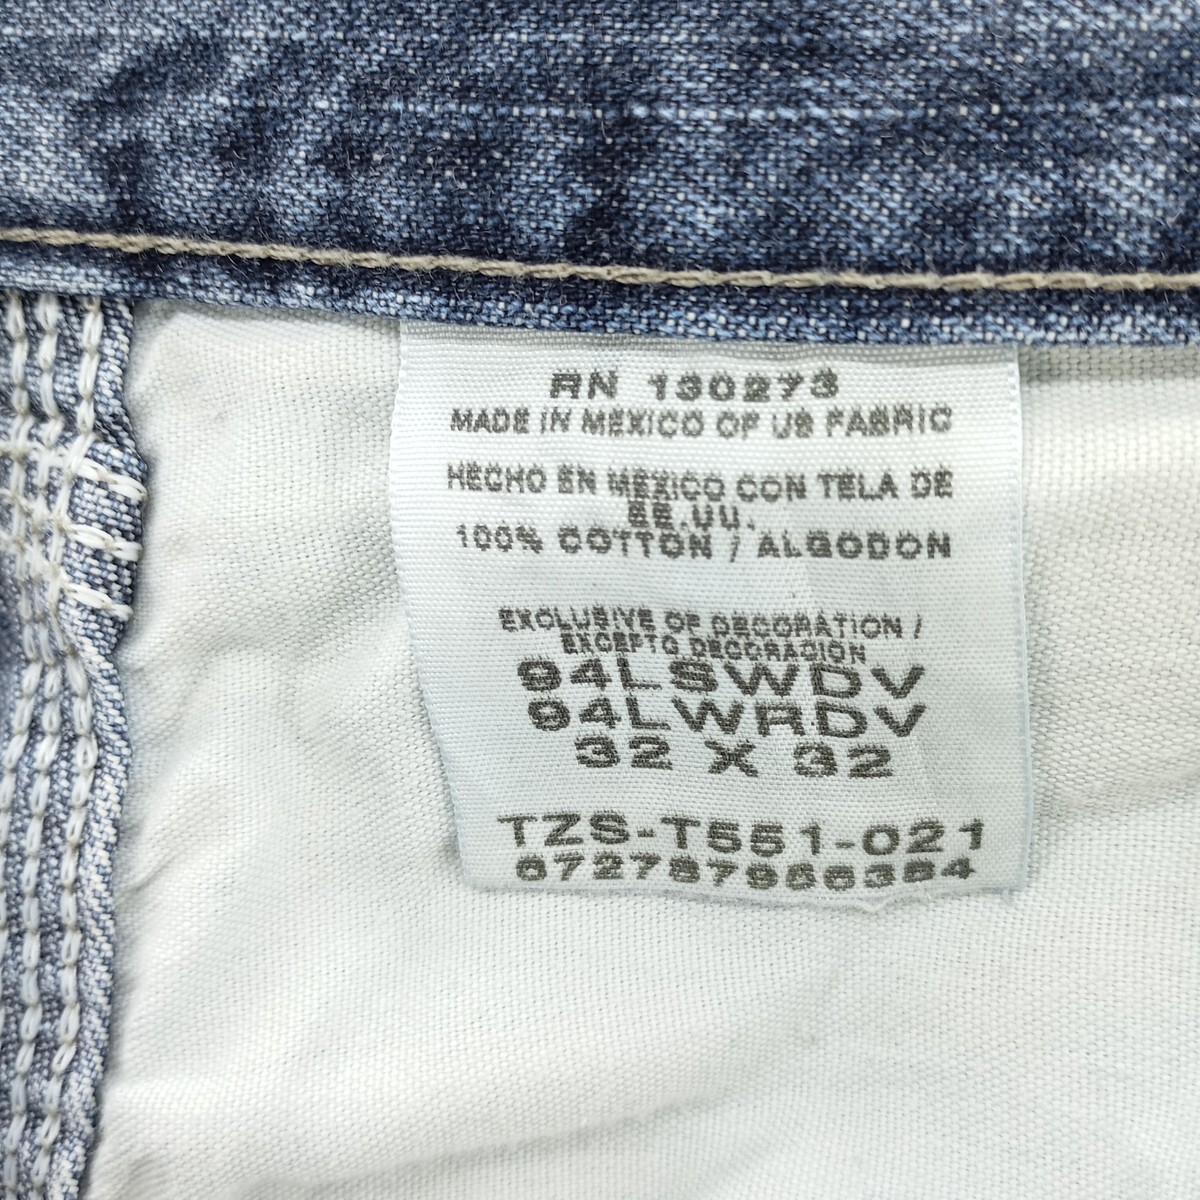 RN 130273
MADE IN MEXICO OF US FABRIC
HECHO EN MEXICO CON TELA DE
EE.UU.
100% COTTON / ALGODON
EXCLUSIVE OF DECORATION /
EXCEPTO DECORACION
94LSWDV
94LWRDV
32 X 32
TZS-T551-021